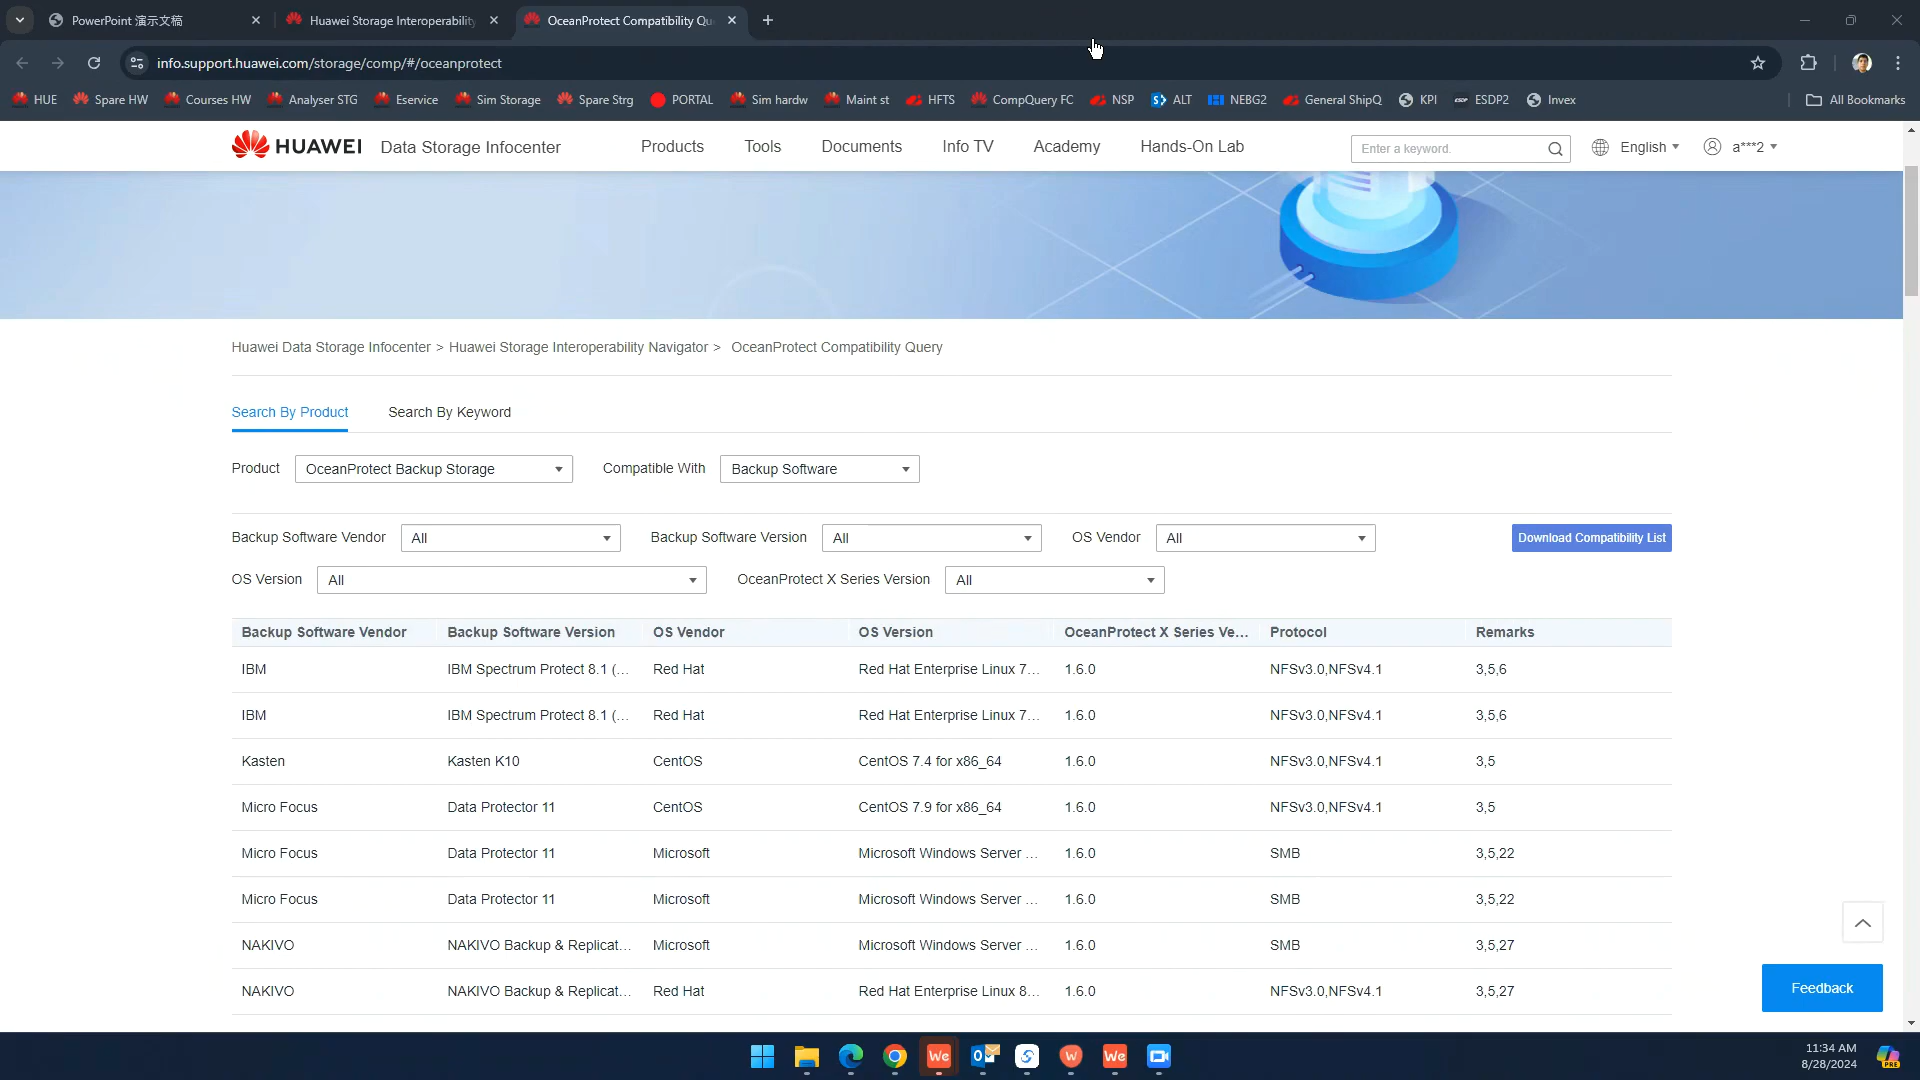 PowerPoint 演示文稿
Huawei Storage Interoperability
OceanProtect Compatibility Qu
info.support.huawei.com/storage/comp/#/oceanprotect
HUE Spare HW Courses HW Analyser STG Eservice Sim Storage Spare Strg PORTAL Sim hardw Maint st HFTS CompQuery FC NSP ALT NEBG2 General ShipQ KPI ESDP2 Invex All Bookmarks
HUAWEI Data Storage Infocenter Products Tools Documents Info TV Academy Hands-On Lab Enter a keyword. English a***2
Huawei Data Storage Infocenter > Huawei Storage Interoperability Navigator > OceanProtect Compatibility Query
Search By Product Search By Keyword
Product OceanProtect Backup Storage Compatible With Backup Software
Backup Software Vendor All Backup Software Version All OS Vendor All Download Compatibility List
OS Version All OceanProtect X Series Version All
Backup Software Vendor Backup Software Version OS Vendor OS Version OceanProtect X Series Ve... Protocol Remarks
IBM IBM Spectrum Protect 8.1 (... Red Hat Red Hat Enterprise Linux 7... 1.6.0 NFSv3.0,NFSv4.1 3,5,6
IBM IBM Spectrum Protect 8.1 (... Red Hat Red Hat Enterprise Linux 7... 1.6.0 NFSv3.0,NFSv4.1 3,5,6
Kasten Kasten K10 CentOS CentOS 7.4 for x86_64 1.6.0 NFSv3.0,NFSv4.1 3,5
Micro Focus Data Protector 11 CentOS CentOS 7.9 for x86_64 1.6.0 NFSv3.0,NFSv4.1 3,5
Micro Focus Data Protector 11 Microsoft Microsoft Windows Server ... 1.6.0 SMB 3,5,22
Micro Focus Data Protector 11 Microsoft Microsoft Windows Server ... 1.6.0 SMB 3,5,22
NAKIVO NAKIVO Backup & Replicat... Microsoft Microsoft Windows Server ... 1.6.0 SMB 3,5,27
NAKIVO NAKIVO Backup & Replicat... Red Hat Red Hat Enterprise Linux 8... 1.6.0 NFSv3.0,NFSv4.1 3,5,27
Feedback
We We
11:34 AM
8/28/2024
PRE